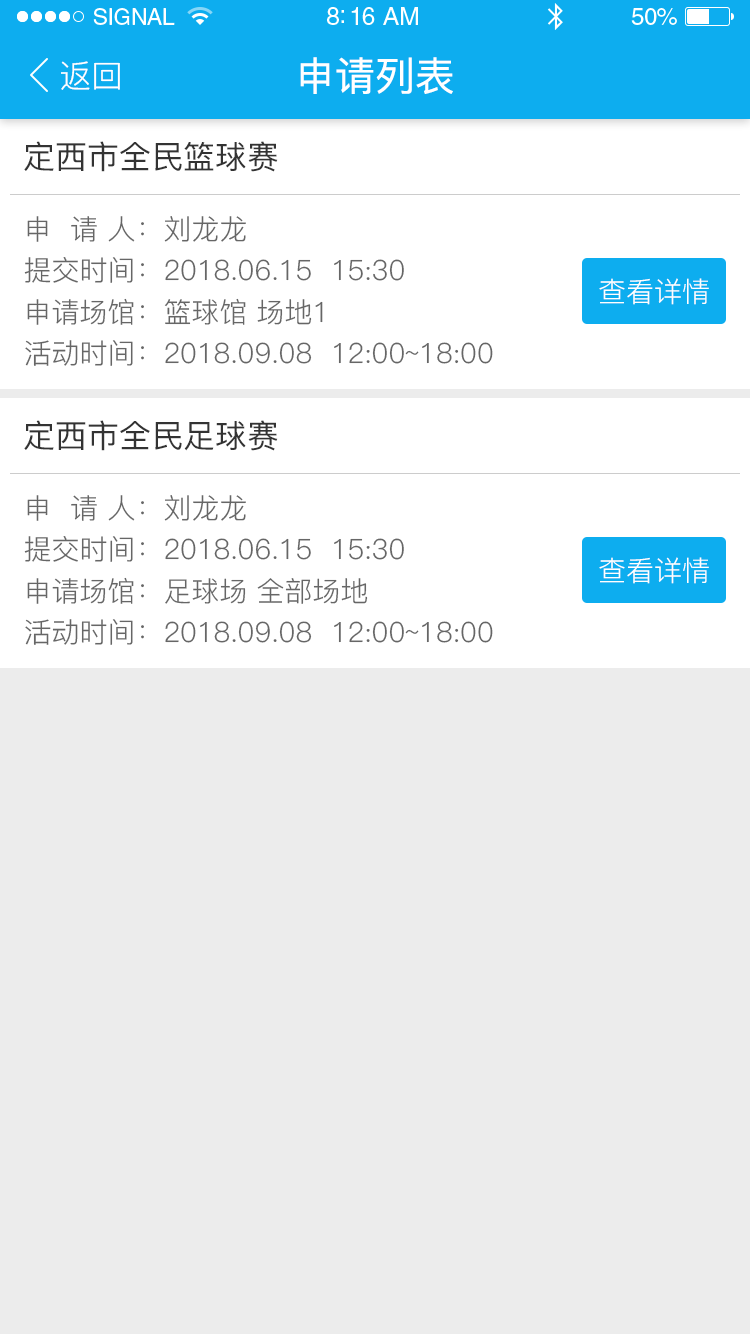 SIGNAL 8:16 AM 50%
返回 申请列表
定西市全民篮球赛
申 请 人：刘龙龙
提交时间：2018.06.15 15:30
申请场馆：篮球馆 场地1
活动时间：2018.09.08 12:00~18:00
查看详情
定西市全民足球赛
申 请 人：刘龙龙
提交时间：2018.06.15 15:30
申请场馆：足球场 全部场地
活动时间：2018.09.08 12:00~18:00
查看详情